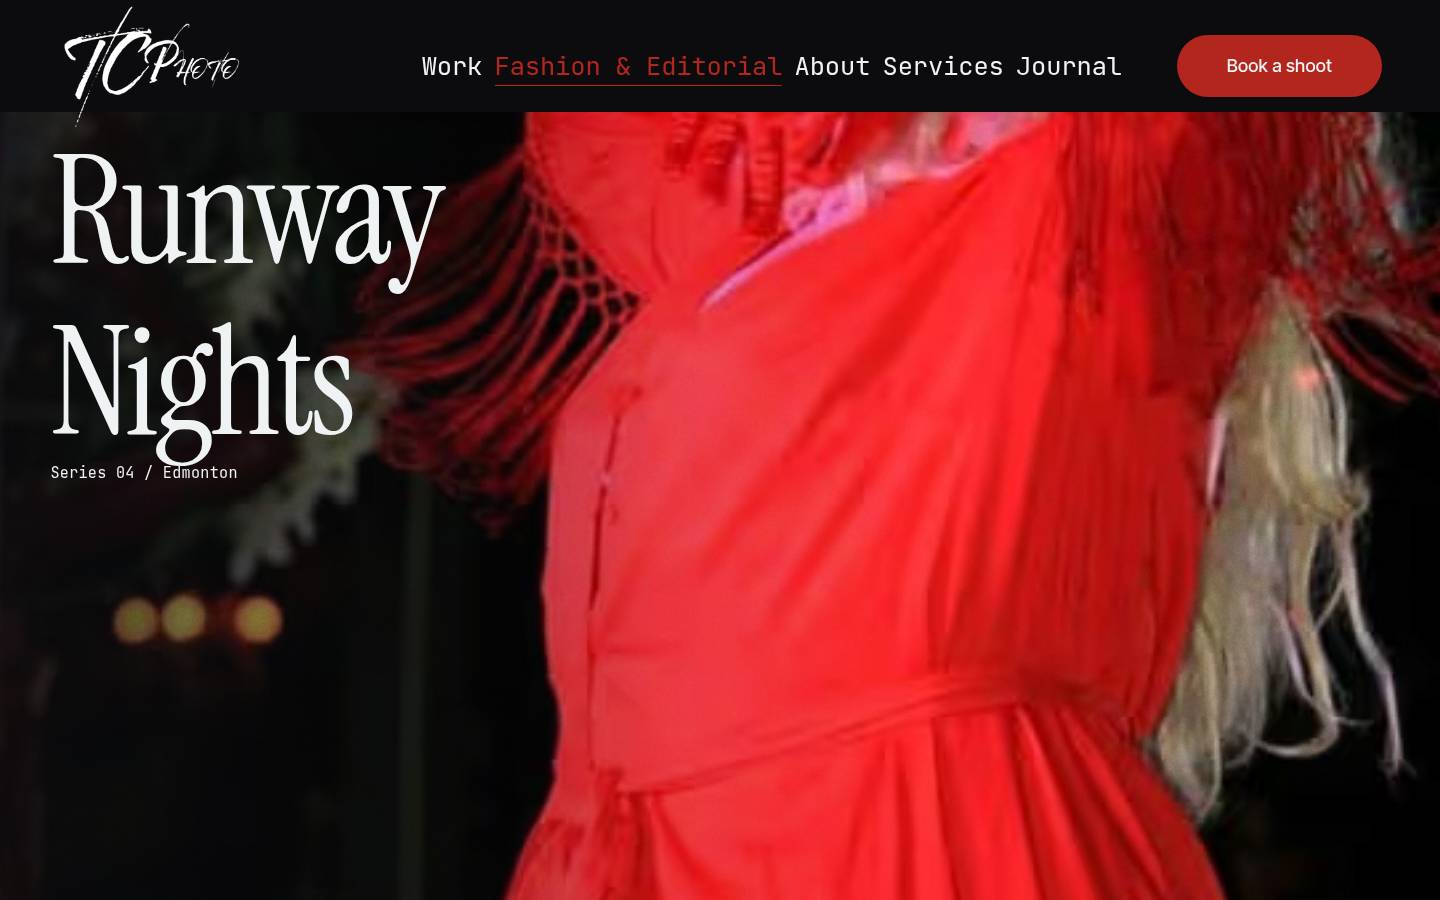 TCPHOTO
Work Fashion & Editorial About Services Journal
Book a shoot
Runway
Nights
Series 04 / Edmonton